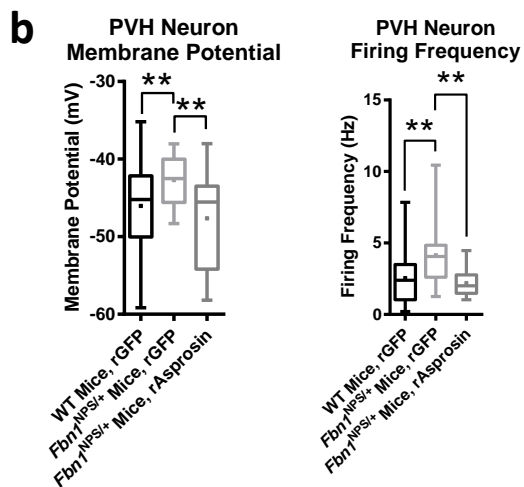 b
PVH Neuron
Membrane Potential
Membrane Potential (mV)
-30
-40
-50
-60
**
**
WT Mice, rGFP
Fbn1NPS/+ Mice, rGFP
Fbn1NPS/+ Mice, rAsprosin
PVH Neuron
Firing Frequency
Firing Frequency (Hz)
15
10
5
0
**
**
WT Mice, rGFP
Fbn1NPS/+ Mice, rGFP
Fbn1NPS/+ Mice, rAsprosin